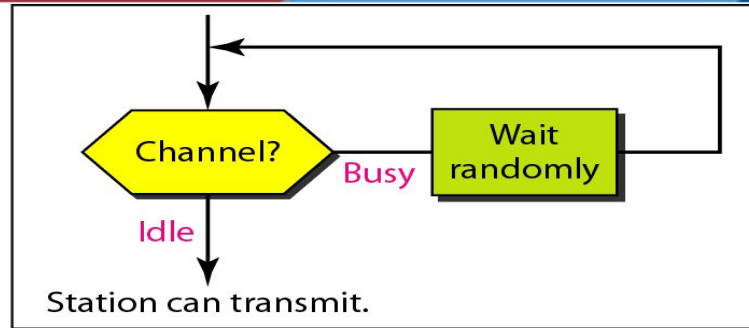 Channel?
Busy
Wait
randomly
Idle
Station can transmit.